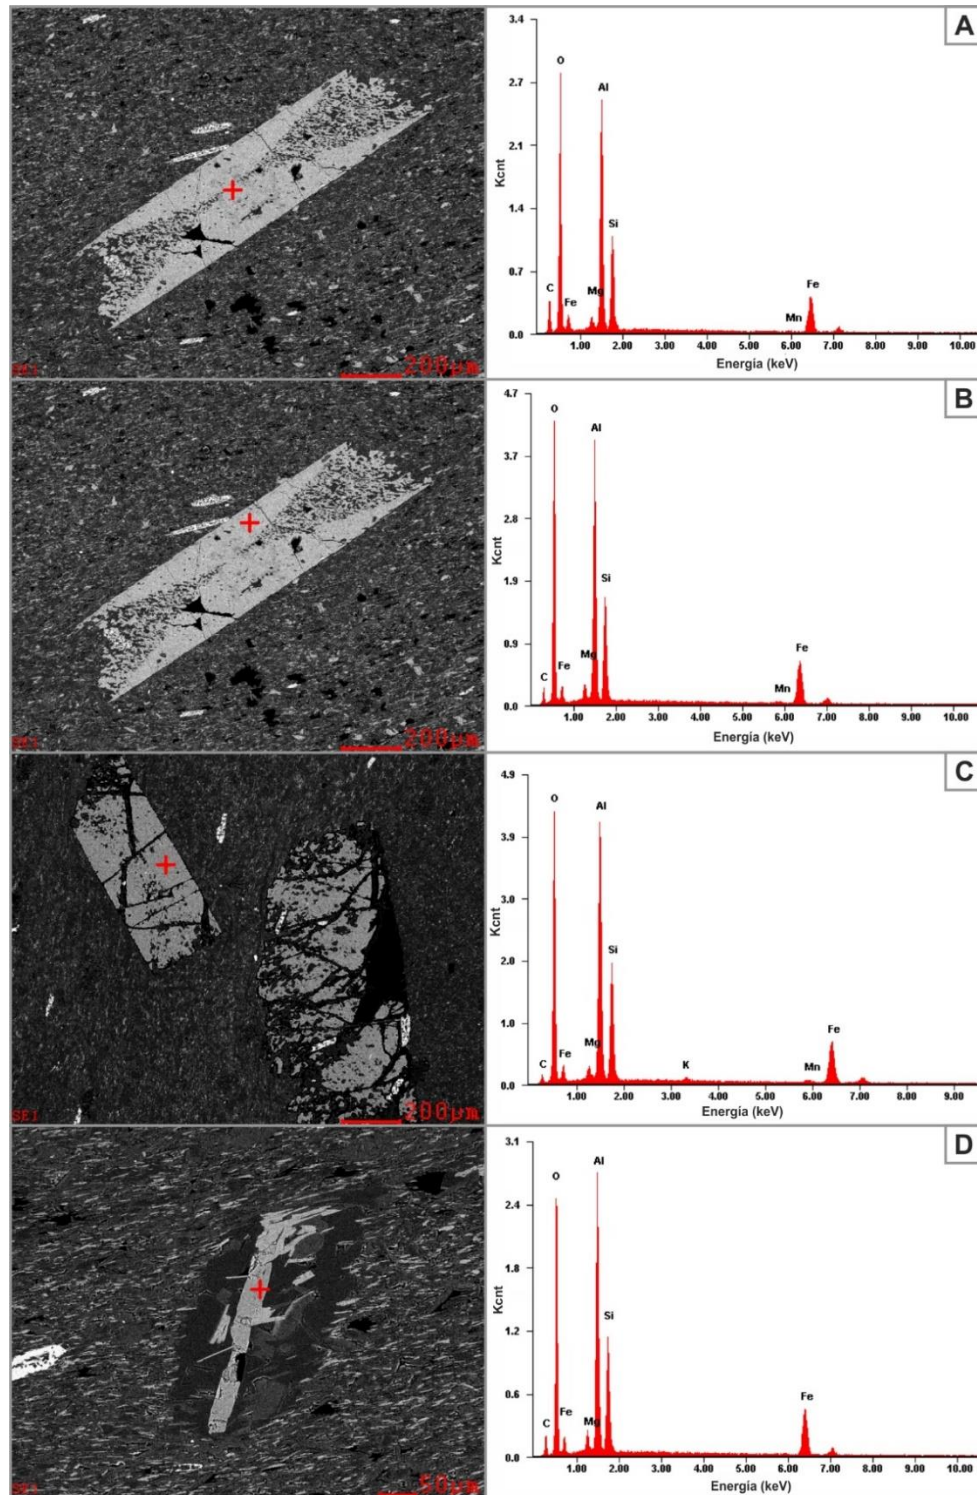 A
3.4
2.7
2.1
1.4
0.7
0.0
Kcnt
O
Al
Si
C
Fe
Mg
Mn
Fe
1.00 2.00 3.00 4.00 5.00 6.00 7.00 8.00 9.00 10.00
Energía (keV)
SEI
200µm
B
4.7
3.7
2.8
1.9
0.9
0.0
Kcnt
O
Al
Si
C
Fe
Mg
Mn
Fe
1.00 2.00 3.00 4.00 5.00 6.00 7.00 8.00 9.00 10.00
Energía (keV)
SEI
200µm
C
4.9
3.9
3.0
2.0
1.0
0.0
Kcnt
O
Al
Si
C
Fe
Mg
K
Mn
Fe
1.00 2.00 3.00 4.00 5.00 6.00 7.00 8.00 9.00
Energía (keV)
SEI
200µm
D
3.1
2.4
1.8
1.2
0.6
0.0
Kcnt
O
Al
Si
C
Fe
Mg
Fe
1.00 2.00 3.00 4.00 5.00 6.00 7.00 8.00 9.00 10.00
Energía (keV)
SEI
50µm